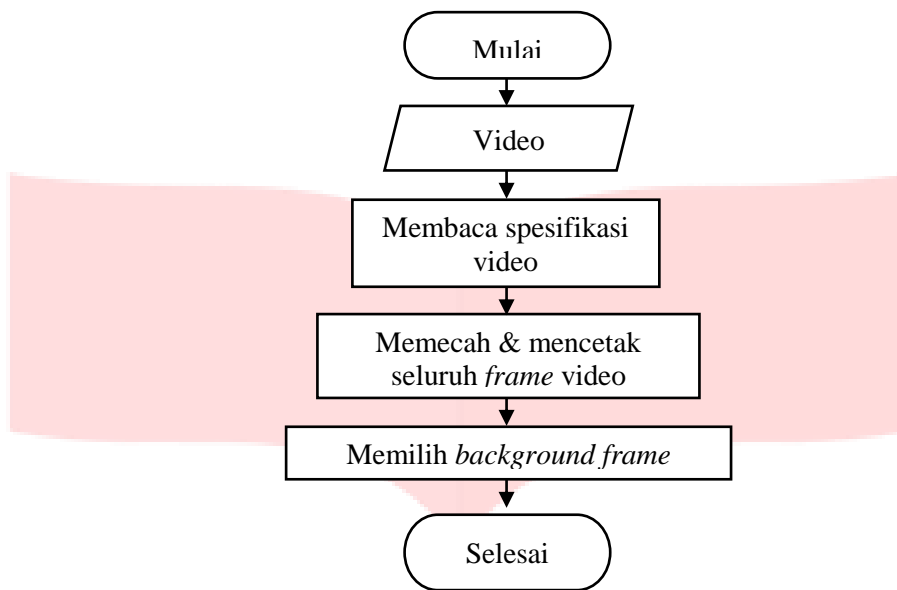 Mulai
Video
Membaca spesifikasi
video
Memecah & mencetak
seluruh frame video
Memilih background frame
Selesai